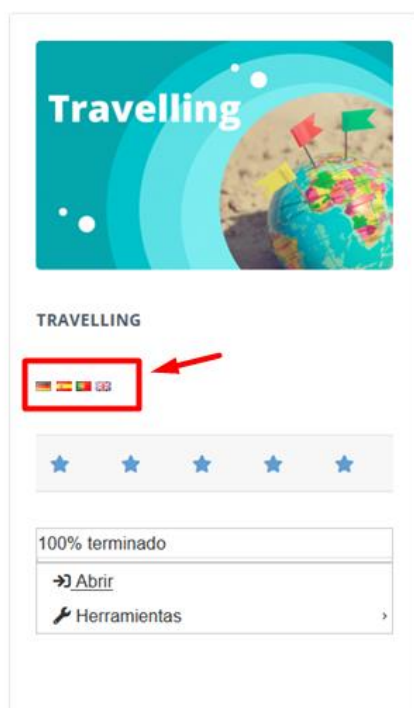 Travelling
TRAVELLING
100% terminado
Abrir
Herramientas